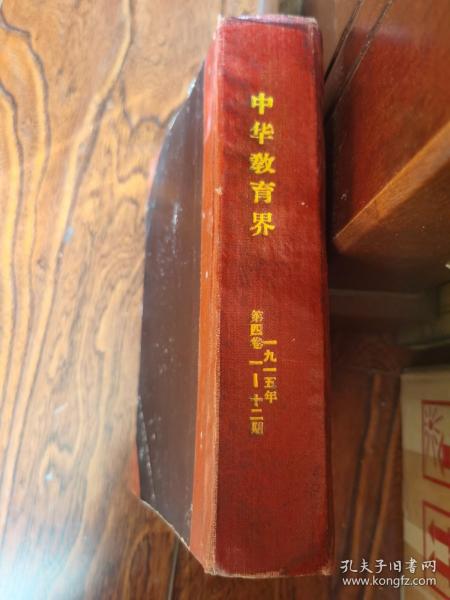 中华教育界
一九一五年
第四卷 一—十二期
孔夫子旧书网
www.kongfz.com